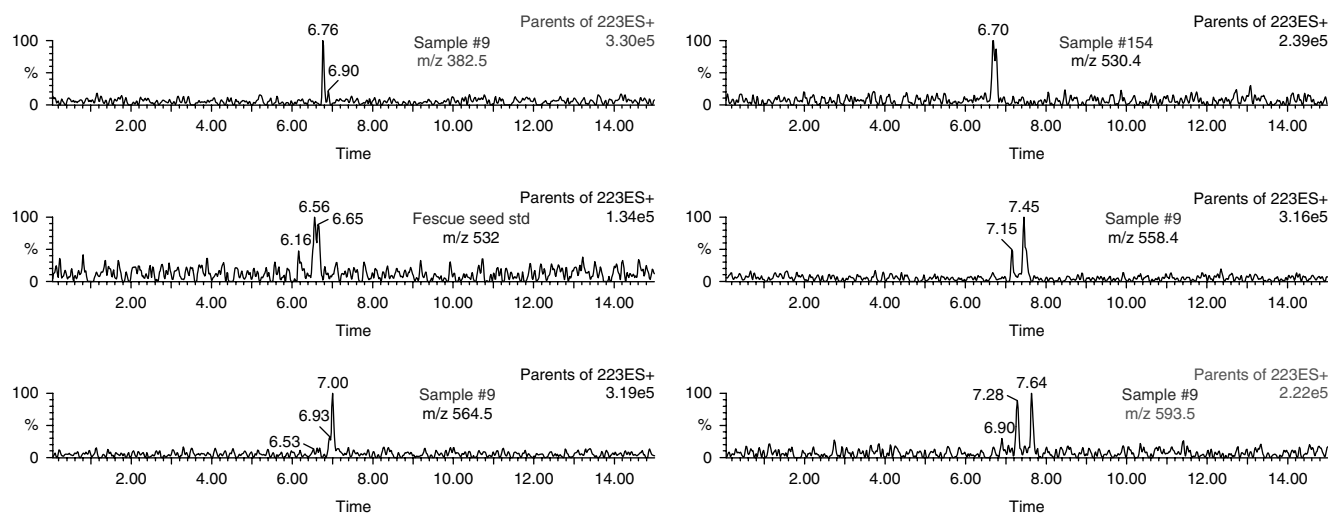 Parents of 223ES+
3.30e5
Sample #9
m/z 382.5
6.76
6.90
100
%
0
2.00 4.00 6.00 8.00 10.00 12.00 14.00
Time
Parents of 223ES+
2.39e5
Sample #154
m/z 530.4
6.70
100
%
0
2.00 4.00 6.00 8.00 10.00 12.00 14.00
Time
Parents of 223ES+
1.34e5
Fescue seed std
m/z 532
6.56
6.65
6.16
100
%
0
2.00 4.00 6.00 8.00 10.00 12.00 14.00
Time
Parents of 223ES+
3.16e5
Sample #9
m/z 558.4
7.45
7.15
100
%
0
2.00 4.00 6.00 8.00 10.00 12.00 14.00
Time
Parents of 223ES+
3.19e5
Sample #9
m/z 564.5
7.00
6.93
6.53
100
%
0
2.00 4.00 6.00 8.00 10.00 12.00 14.00
Time
Parents of 223ES+
2.22e5
Sample #9
m/z 593.5
7.28 7.64
6.90
100
%
0
2.00 4.00 6.00 8.00 10.00 12.00 14.00
Time